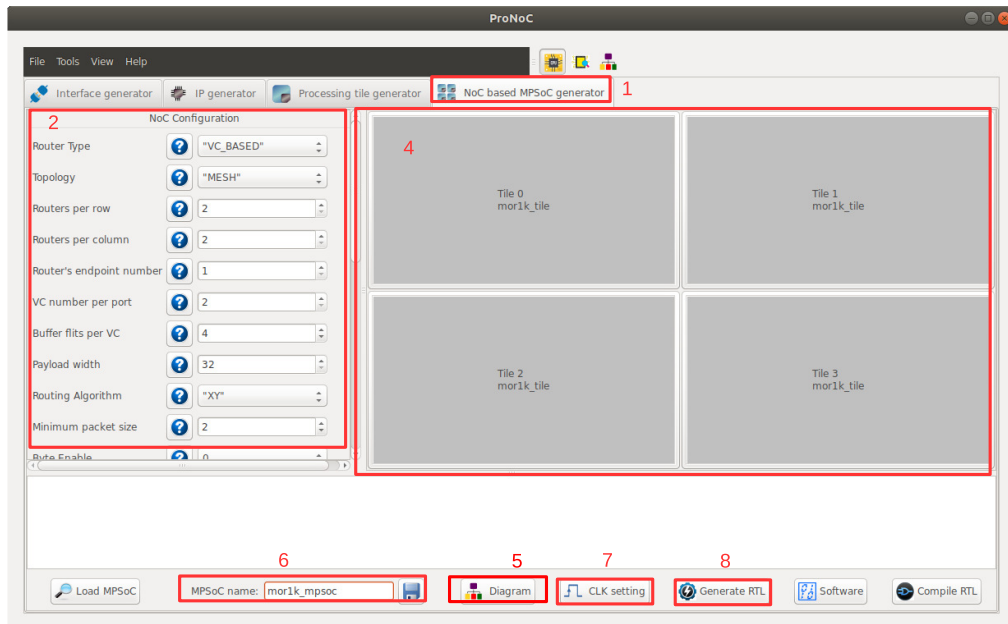 ProNoC
File Tools View Help
Interface generator IP generator Processing tile generator NoC based MPSoC generator 1
2 NoC Configuration
Router Type "VC_BASED"
Topology "MESH"
Routers per row 2
Routers per column 2
Router's endpoint number 1
VC number per port 2
Buffer flits per VC 4
Payload width 32
Routing Algorithm "XY"
Minimum packet size 2
Byte Enable 0
4
Tile 0
mor1k_tile
Tile 1
mor1k_tile
Tile 2
mor1k_tile
Tile 3
mor1k_tile
6 5 7 8
Load MPSoC MPSoC name: mor1k_mpsoc Diagram CLK setting Generate RTL Software Compile RTL